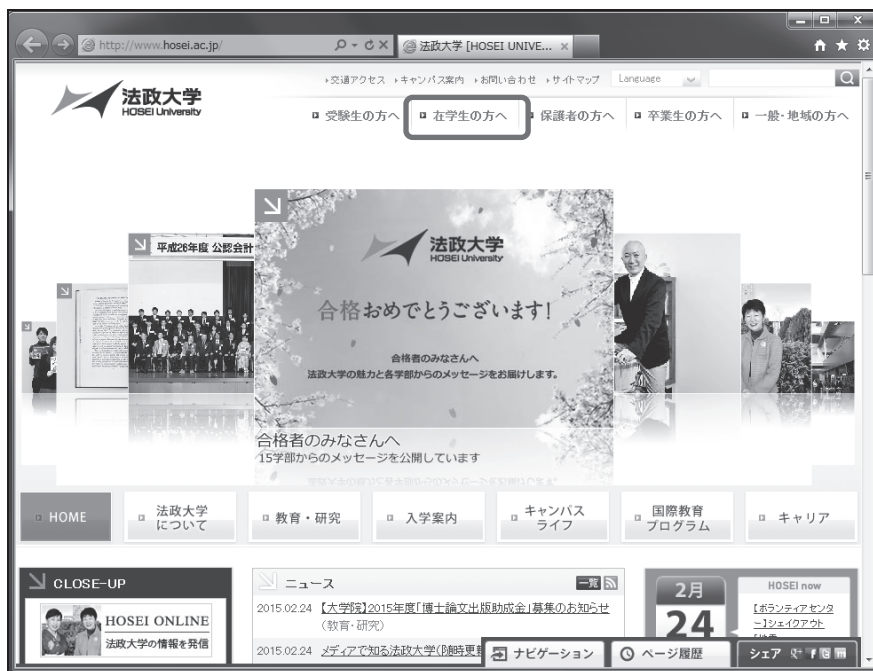 http://www.hosei.ac.jp/
法政大学 [HOSEI UNIVE...
交通アクセス キャンパス案内 お問い合わせ サイトマップ Language
法政大学
HOSEI University
受験生の方へ 在学生の方へ 保護者の方へ 卒業生の方へ 一般・地域の方へ
平成26年度 公認会計
法政大学
HOSEI University
合格おめでとうございます!
合格者のみなさんへ
法政大学の魅力と各学部からのメッセージをお届けします。
合格者のみなさんへ
15学部からのメッセージを公開しています
HOME
法政大学
について
教育・研究
入学案内
キャンパス
ライフ
国際教育
プログラム
キャリア
CLOSE-UP
HOSEI ONLINE
法政大学の情報を発信
ニュース 一覧
2015.02.24 【大学院】2015年度「博士論文出版助成金」募集のお知らせ
(教育・研究)
2015.02.24 メディアで知る法政大学(随時更新
2月
24
HOSEI now
【ボランティアセンタ
ー】シェイクアウト
ナビゲーション ページ履歴 シェア